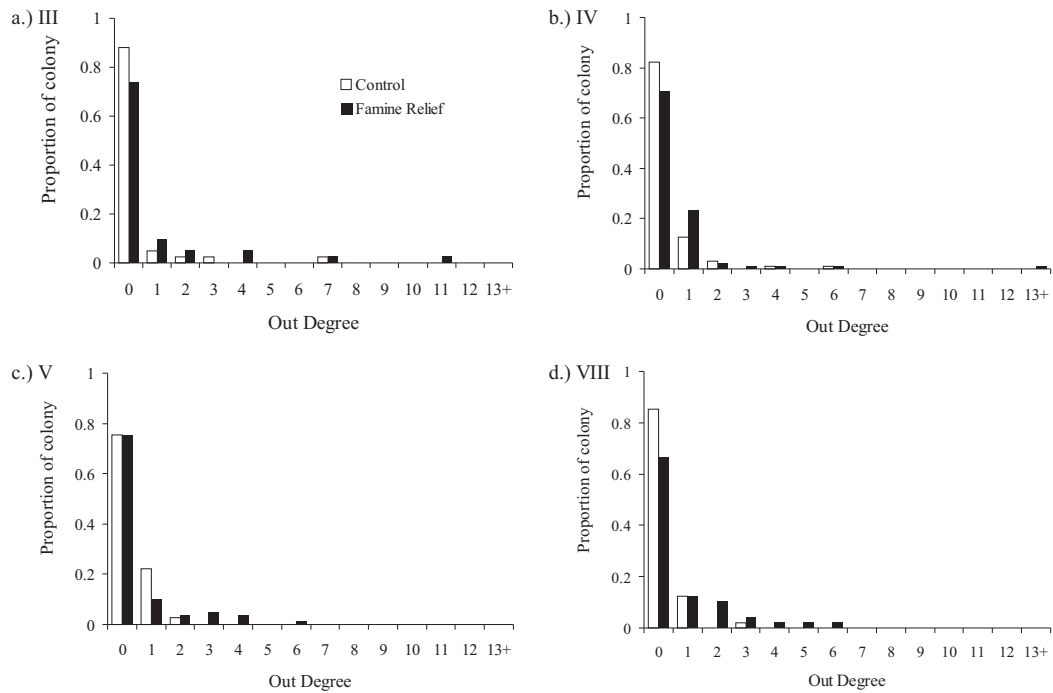 a.) III
1
0.8
0.6
0.4
0.2
0
Proportion of colony
Control
Famine Relief
0 1 2 3 4 5 6 7 8 9 10 11 12 13+
Out Degree
b.) IV
1
0.8
0.6
0.4
0.2
0
Proportion of colony
0 1 2 3 4 5 6 7 8 9 10 11 12 13+
Out Degree
c.) V
1
0.8
0.6
0.4
0.2
0
Proportion of colony
0 1 2 3 4 5 6 7 8 9 10 11 12 13+
Out Degree
d.) VIII
1
0.8
0.6
0.4
0.2
0
Proportion of colony
0 1 2 3 4 5 6 7 8 9 10 11 12 13+
Out Degree